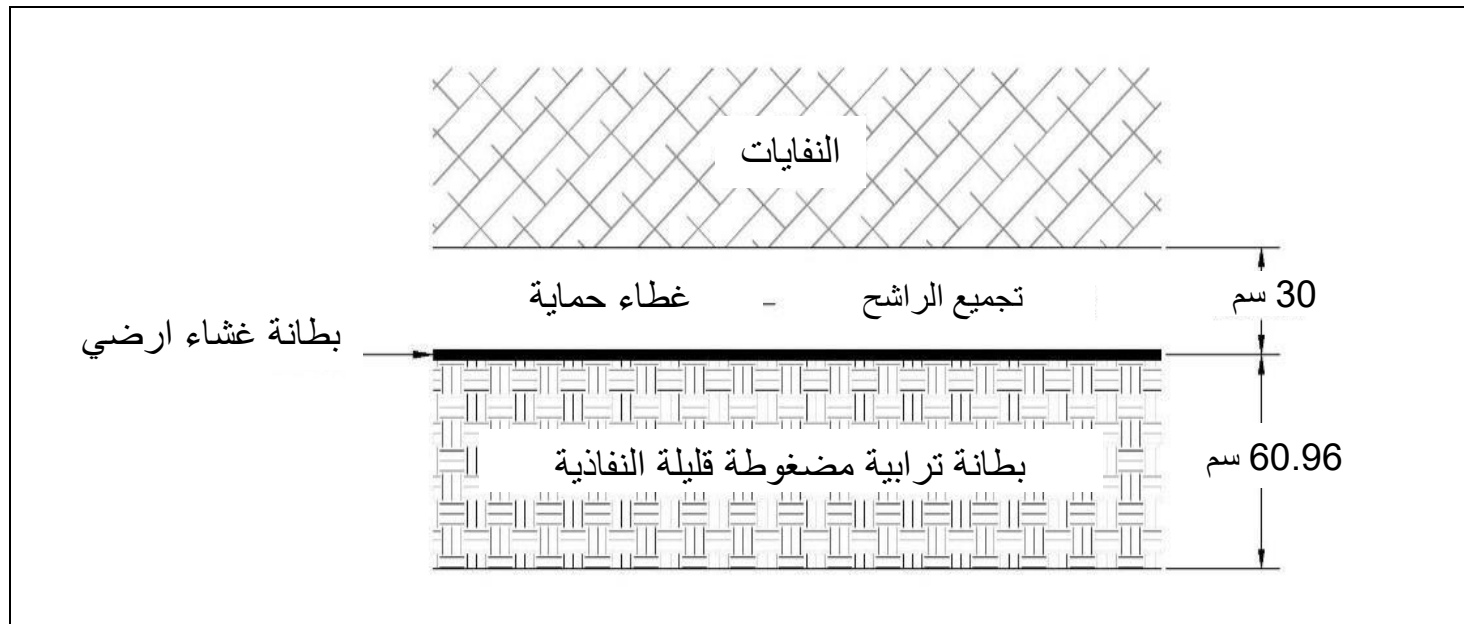 النفايات
تجميع الراشح - غطاء حماية
30 سم
بطانة غشاء ارضي
بطانة ترابية مضغوطة قليلة النفاذية
60.96 سم